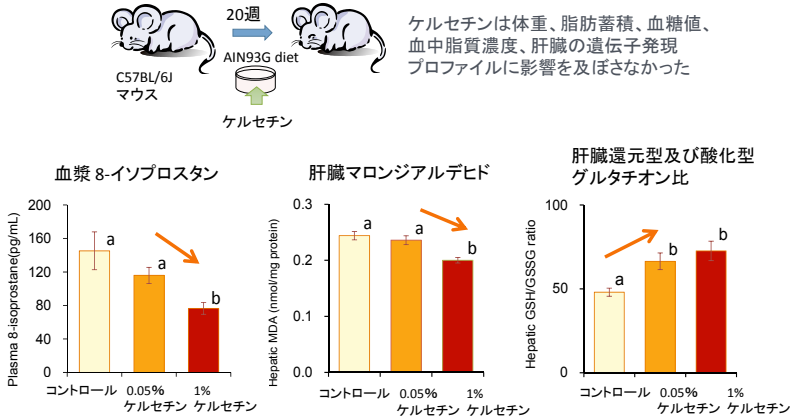 20週
AIN93G diet
C57BL/6J
マウス
ケルセチン
ケルセチンは体重、脂肪蓄積、血糖値、
血中脂質濃度、肝臓の遺伝子発現
プロファイルに影響を及ぼさなかった
血漿 8-イソプロスタン
Plasma 8-isoprostane(pg/mL)
200
160
120
80
40
0
a
a
b
コントロール 0.05% 1%
ケルセチン ケルセチン
肝臓マロンジアルデヒド
Hepatic MDA (nmol/mg protein)
0.3
0.2
0.1
0.0
a
a
b
コントロール 0.05% 1%
ケルセチン ケルセチン
肝臓還元型及び酸化型
グルタチオン比
Hepatic GSH/GSSG ratio
100
50
0
a
b
b
コントロール 0.05% 1%
ケルセチン ケルセチン